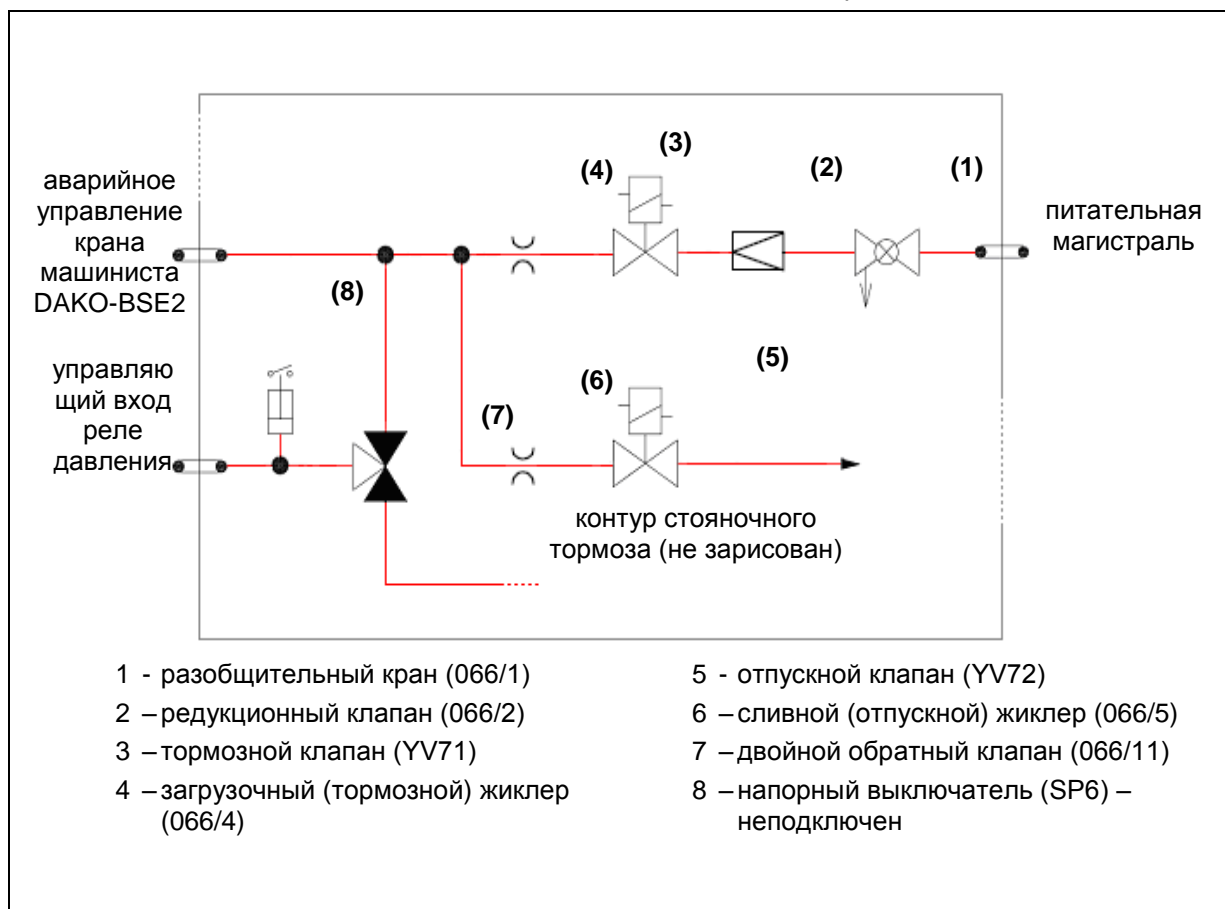 (3)
(4)
(2)
(1)
аварийное
управление
крана
машиниста
DAKO-BSE2
питательная
магистраль
(8)
(5)
управляю
щий вход
реле
давления
(6)
(7)
контур стояночного
тормоза (не зарисован)
1 - разобщительный кран (066/1)
2 – редукционный клапан (066/2)
3 – тормозной клапан (YV71)
4 – загрузочный (тормозной) жиклер
(066/4)
5 - отпускной клапан (YV72)
6 – сливной (отпускной) жиклер (066/5)
7 – двойной обратный клапан (066/11)
8 – напорный выключатель (SP6) –
неподключен